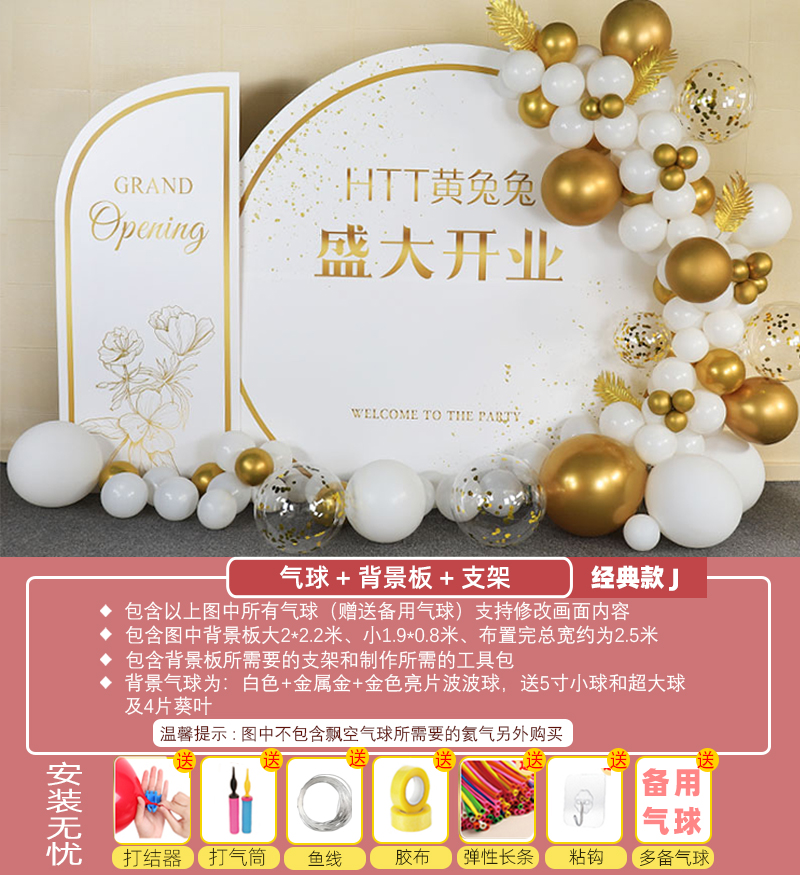 GRAND
Opening
HTT黄兔兔
盛大开业
WELCOME TO THE PARTY
气球 + 背景板 + 支架
经典款 J
◆ 包含以上图中所有气球（赠送备用气球）支持修改画面内容
◆ 包含图中背景板大2*2.2米、小1.9*0.8米、布置完总宽约为2.5米
◆ 包含背景板所需要的支架和制作所需的工具包
◆ 背景气球为：白色+金属金+金色亮片波波球，送5寸小球和超大球
及4片葵叶
温馨提示 : 图中不包含飘空气球所需要的氦气另外购买
安装无忧
送 送 送 送 送 送 送
备用
气球
打结器 打气筒 鱼线 胶布 弹性长条 粘钩 多备气球